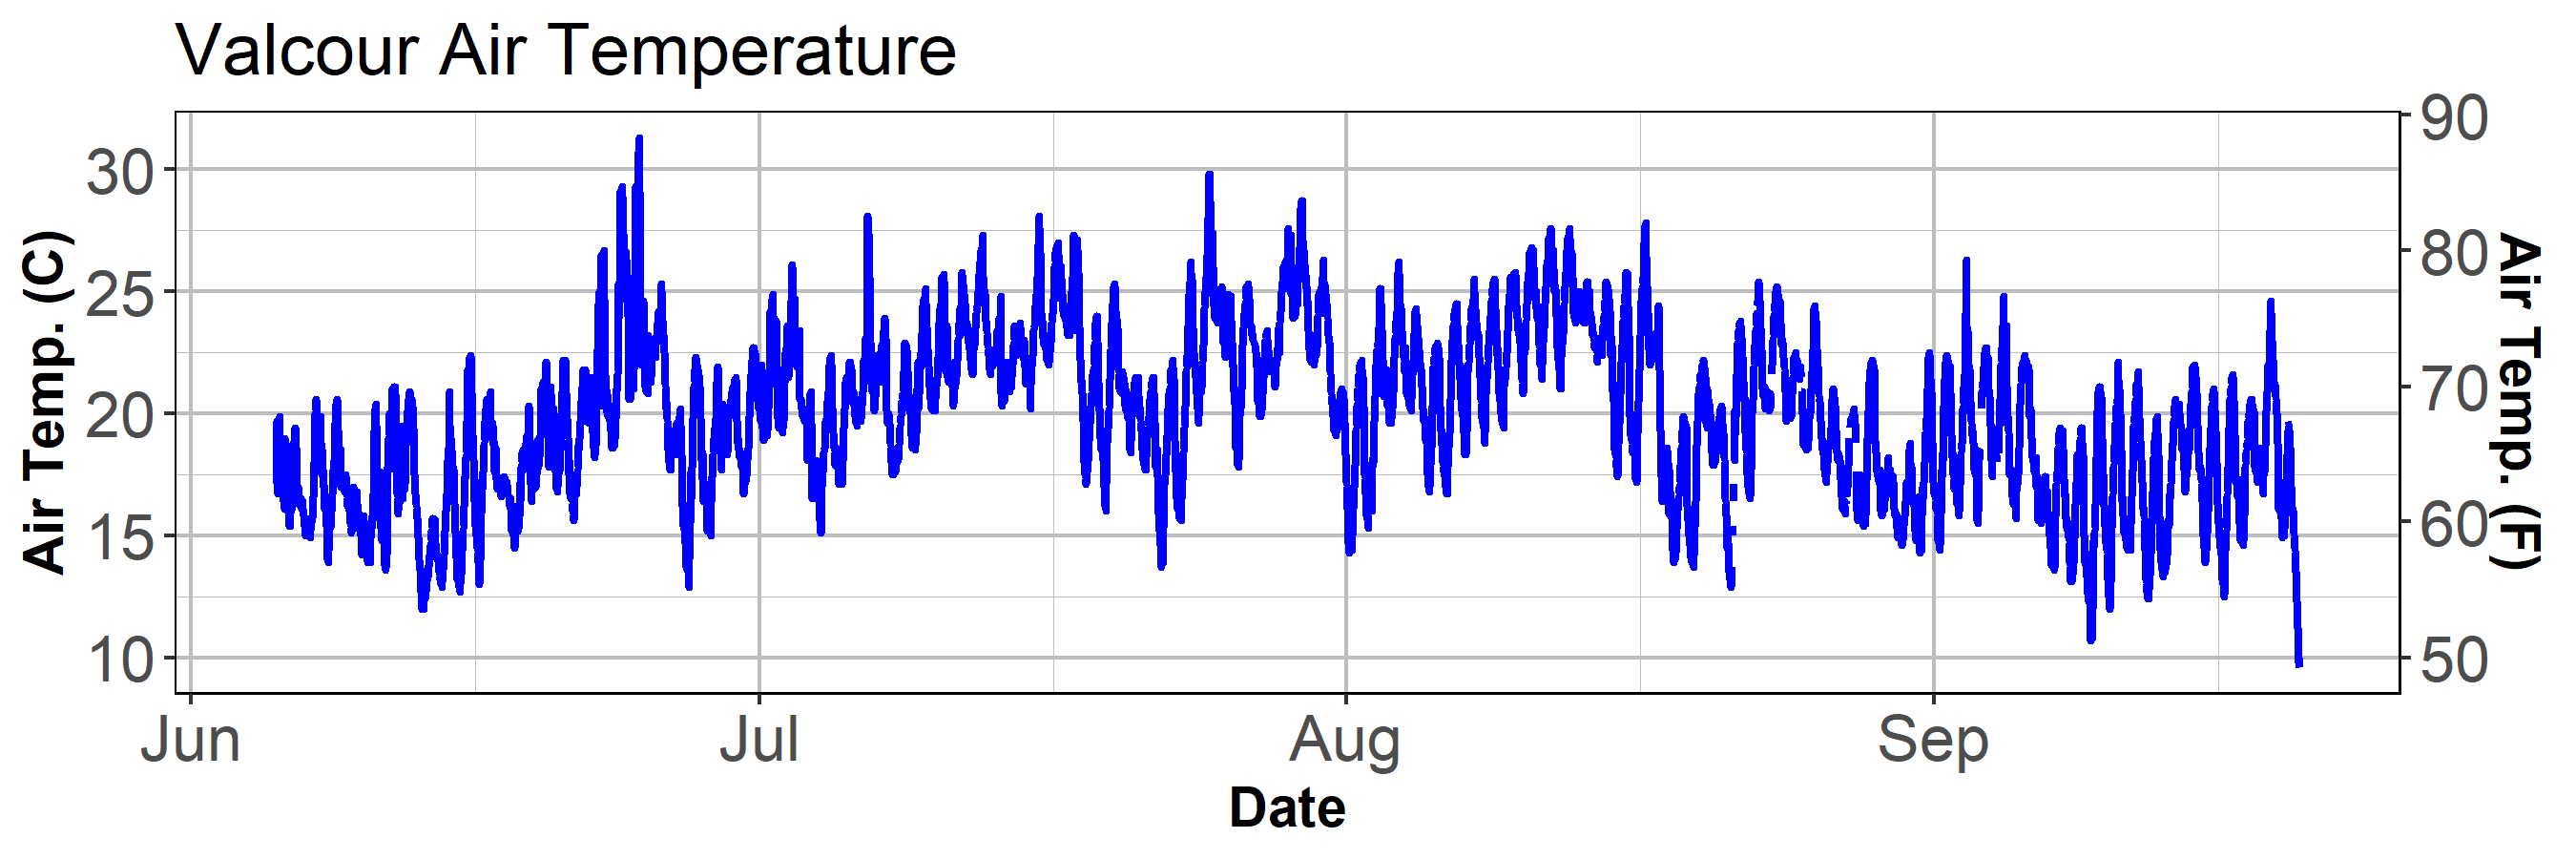 Valcour Air Temperature
Air Temp. (C)
30
25
20
15
10
90
80
70
60
50
Air Temp. (F)
Jun
Jul
Aug
Sep
Date